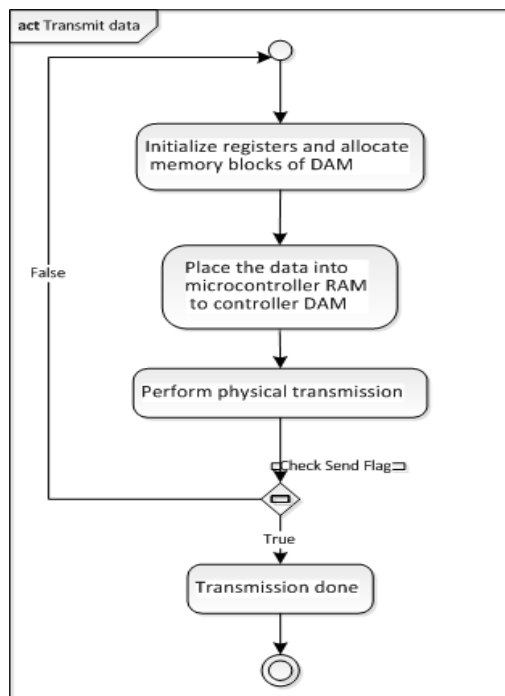 act Transmit data
Initialize registers and allocate
memory blocks of DAM
Place the data into
microcontroller RAM
to controller DAM
False
Perform physical transmission
Check Send Flag
True
Transmission done